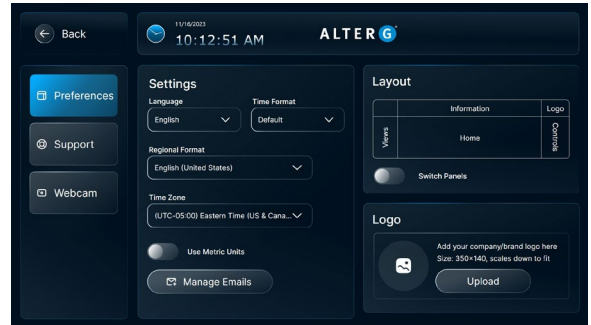 Back
11/16/2023
10:12:51 AM
ALTER G
Preferences
Support
Webcam
Settings
Language
Time Format
English
Default
Regional Format
English (United States)
Time Zone
(UTC-05:00) Eastern Time (US & Cana...
Use Metric Units
Manage Emails
Layout
Information
Logo
Views
Home
Controls
Switch Panels
Logo
Add your company/brand logo here
Size: 350×140, scales down to fit
Upload